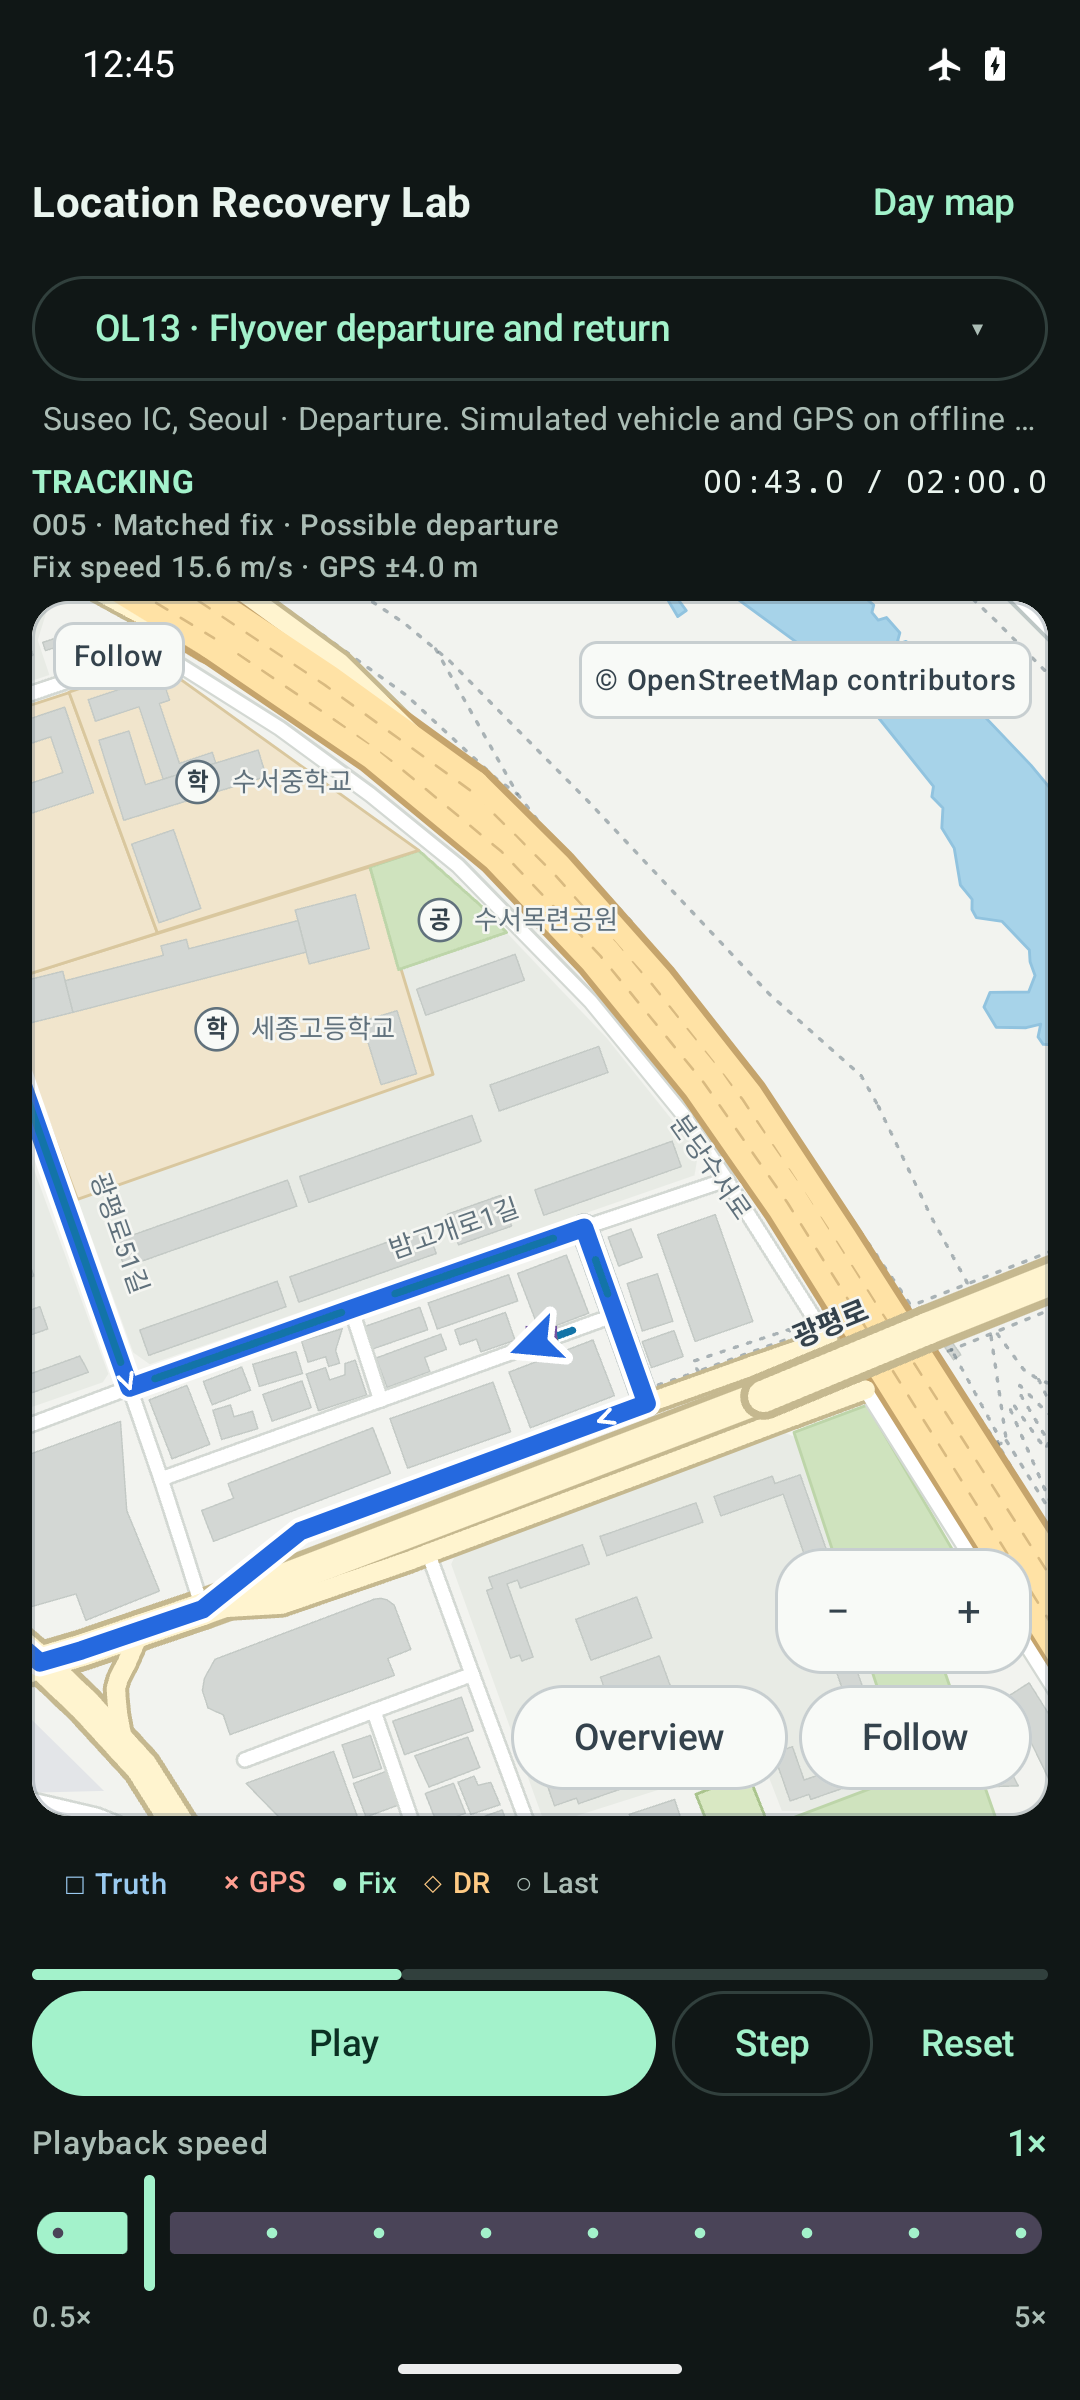 12:45
Location Recovery Lab
Day map
OL13 · Flyover departure and return
Suseo IC, Seoul · Departure. Simulated vehicle and GPS on offline ...
TRACKING
00:43.0 / 02:00.0
O05 · Matched fix · Possible departure
Fix speed 15.6 m/s · GPS ±4.0 m
Follow
© OpenStreetMap contributors
학 수서중학교
공 수서목련공원
학 세종고등학교
분당수서로
광평로51길
밤고개로1길
광평로
− +
Overview
Follow
□ Truth × GPS ● Fix ◇ DR ○ Last
Play
Step
Reset
Playback speed
1×
0.5×
5×